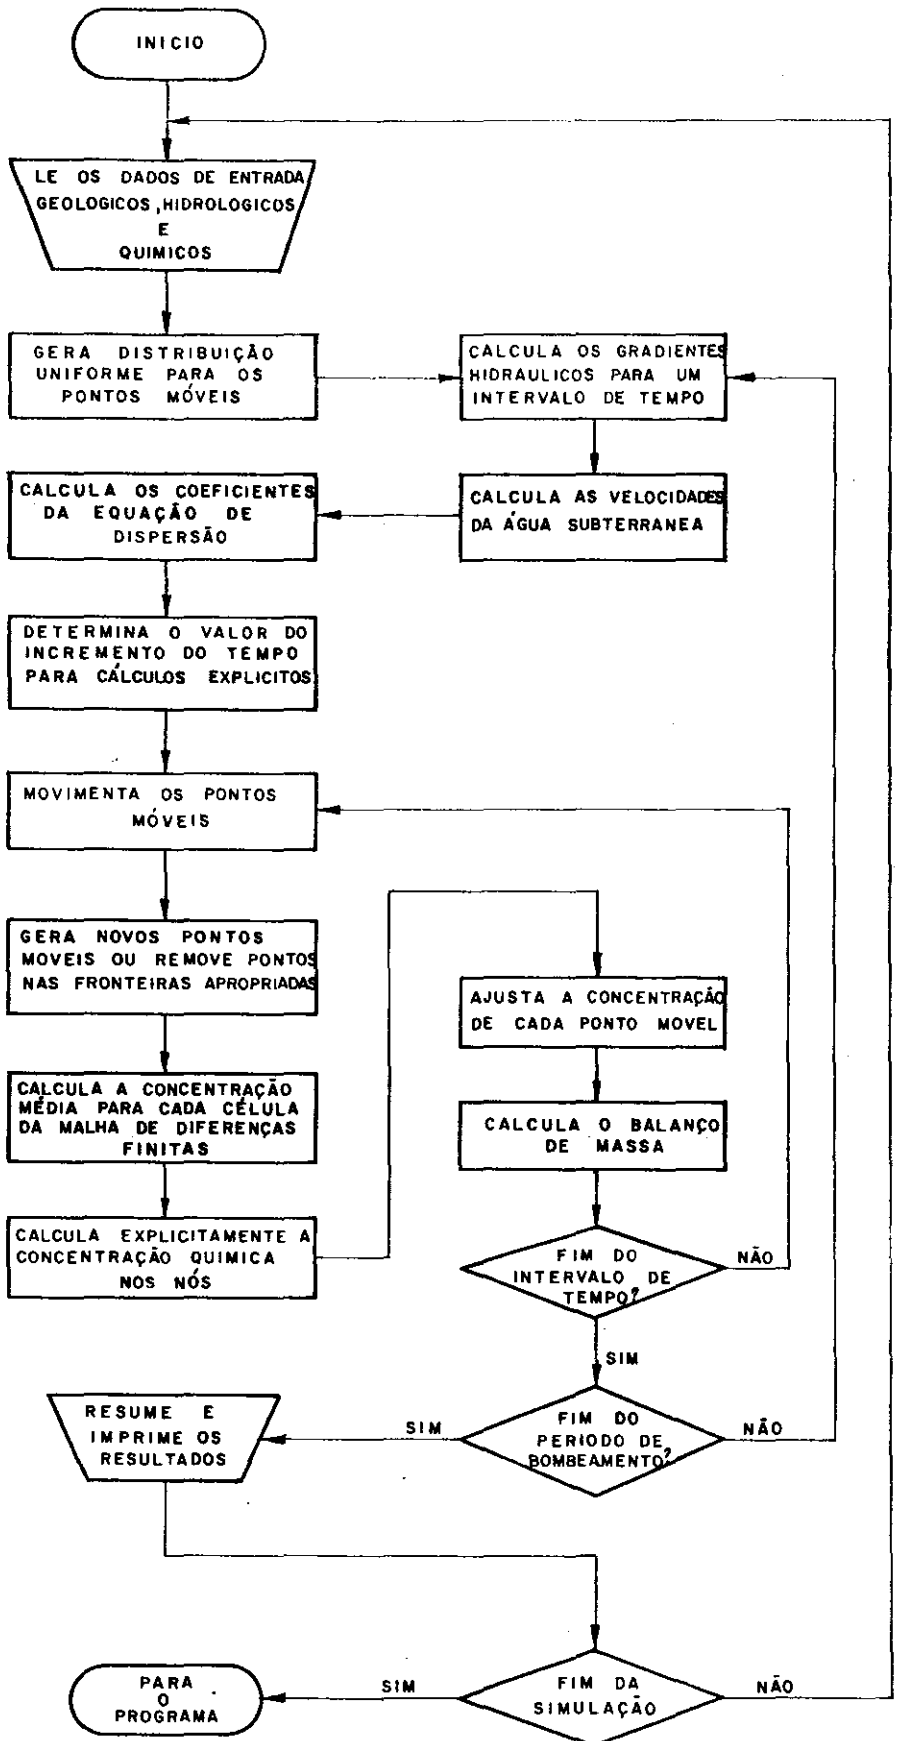 INICIO
LE OS DADOS DE ENTRADA
GEOLOGICOS, HIDROLOGICOS
E
QUIMICOS
GERA DISTRIBUIÇÃO
UNIFORME PARA OS
PONTOS MÓVEIS
CALCULA OS GRADIENTES
HIDRAULICOS PARA UM
INTERVALO DE TEMPO
CALCULA AS VELOCIDADES
DA ÁGUA SUBTERRANEA
CALCULA OS COEFICIENTES
DA EQUAÇÃO DE
DISPERSÃO
DETERMINA O VALOR DO
INCREMENTO DO TEMPO
PARA CÁLCULOS EXPLICITOS
MOVIMENTA OS PONTOS
MÓVEIS
GERA NOVOS PONTOS
MOVEIS OU REMOVE PONTOS
NAS FRONTEIRAS APROPRIADAS
CALCULA A CONCENTRAÇÃO
MÉDIA PARA CADA CÉLULA
DA MALHA DE DIFERENÇAS
FINITAS
CALCULA EXPLICITAMENTE A
CONCENTRAÇÃO QUIMICA
NOS NÓS
AJUSTA A CONCENTRAÇÃO
DE CADA PONTO MOVEL
CALCULA O BALANÇO
DE MASSA
FIM DO
INTERVALO DE
TEMPO?
NÃO
SIM
FIM DO
PERIODO DE
BOMBEAMENTO?
NÃO
SIM
RESUME E
IMPRIME OS
RESULTADOS
FIM DA
SIMULAÇÃO
NÃO
SIM
PARA
O
PROGRAMA